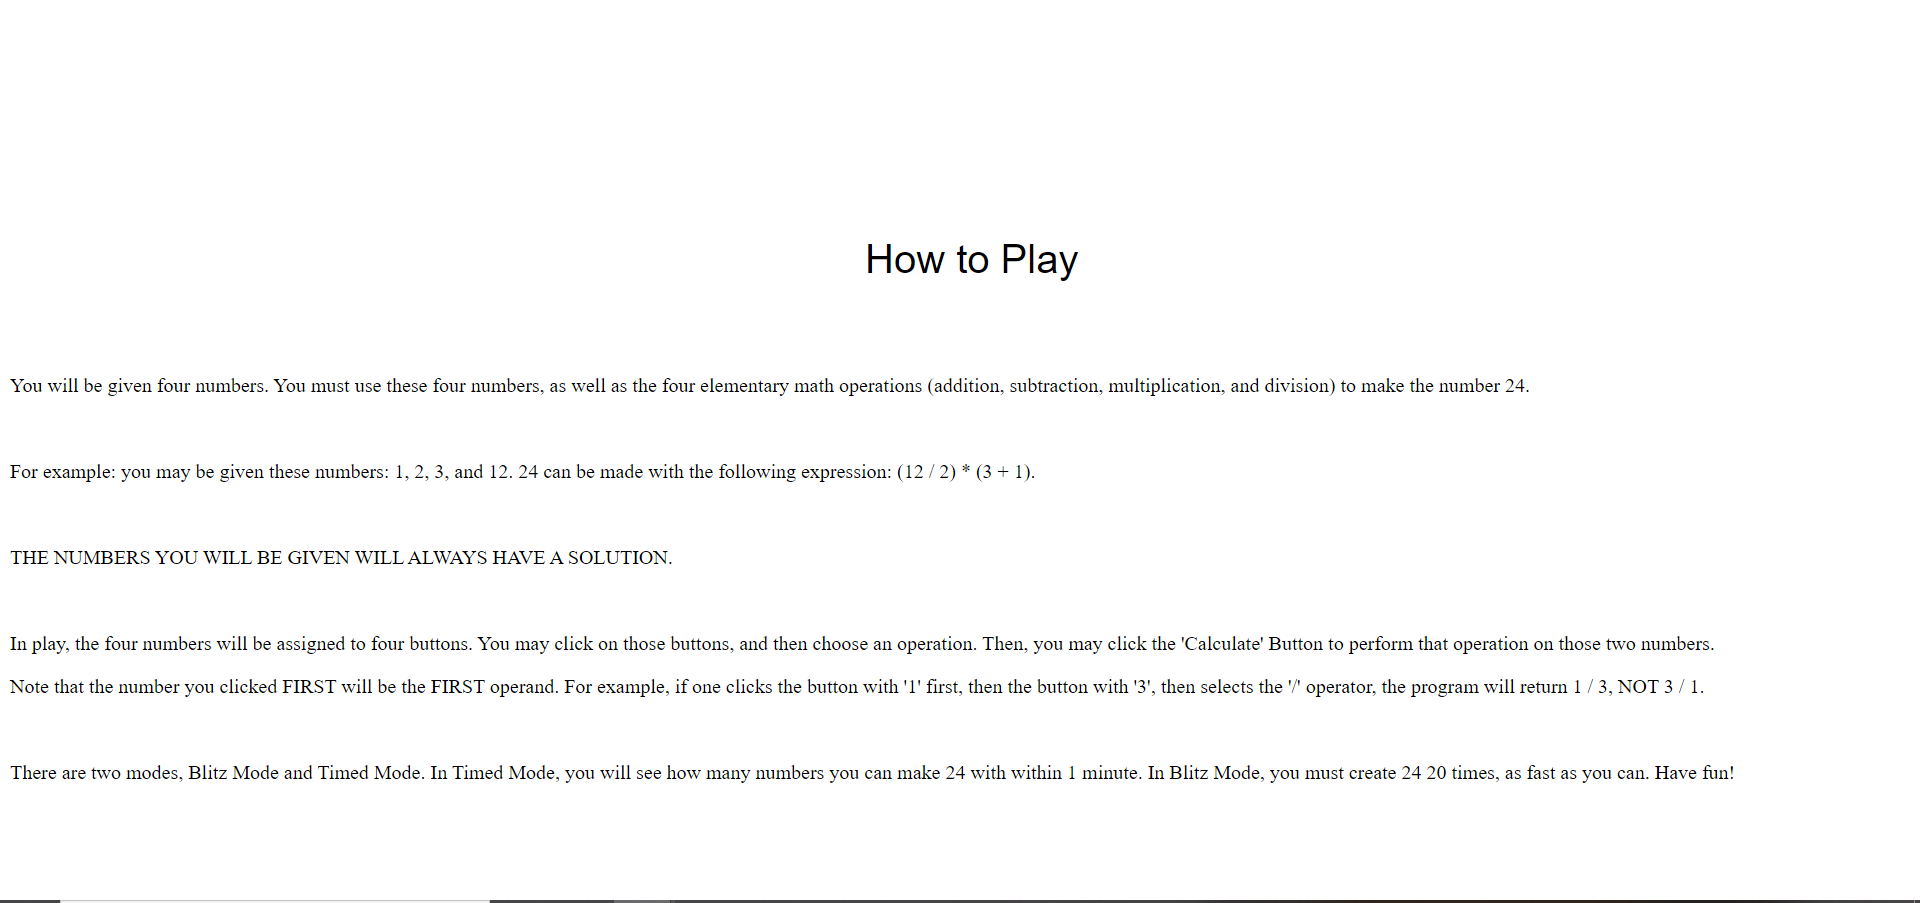 How to Play
You will be given four numbers. You must use these four numbers, as well as the four elementary math operations (addition, subtraction, multiplication, and division) to make the number 24.
For example: you may be given these numbers: 1, 2, 3, and 12. 24 can be made with the following expression: (12 / 2) * (3 + 1).
THE NUMBERS YOU WILL BE GIVEN WILL ALWAYS HAVE A SOLUTION.
In play, the four numbers will be assigned to four buttons. You may click on those buttons, and then choose an operation. Then, you may click the 'Calculate' Button to perform that operation on those two numbers.
Note that the number you clicked FIRST will be the FIRST operand. For example, if one clicks the button with '1' first, then the button with '3', then selects the '/' operator, the program will return 1 / 3, NOT 3 / 1.
There are two modes, Blitz Mode and Timed Mode. In Timed Mode, you will see how many numbers you can make 24 with within 1 minute. In Blitz Mode, you must create 24 20 times, as fast as you can. Have fun!